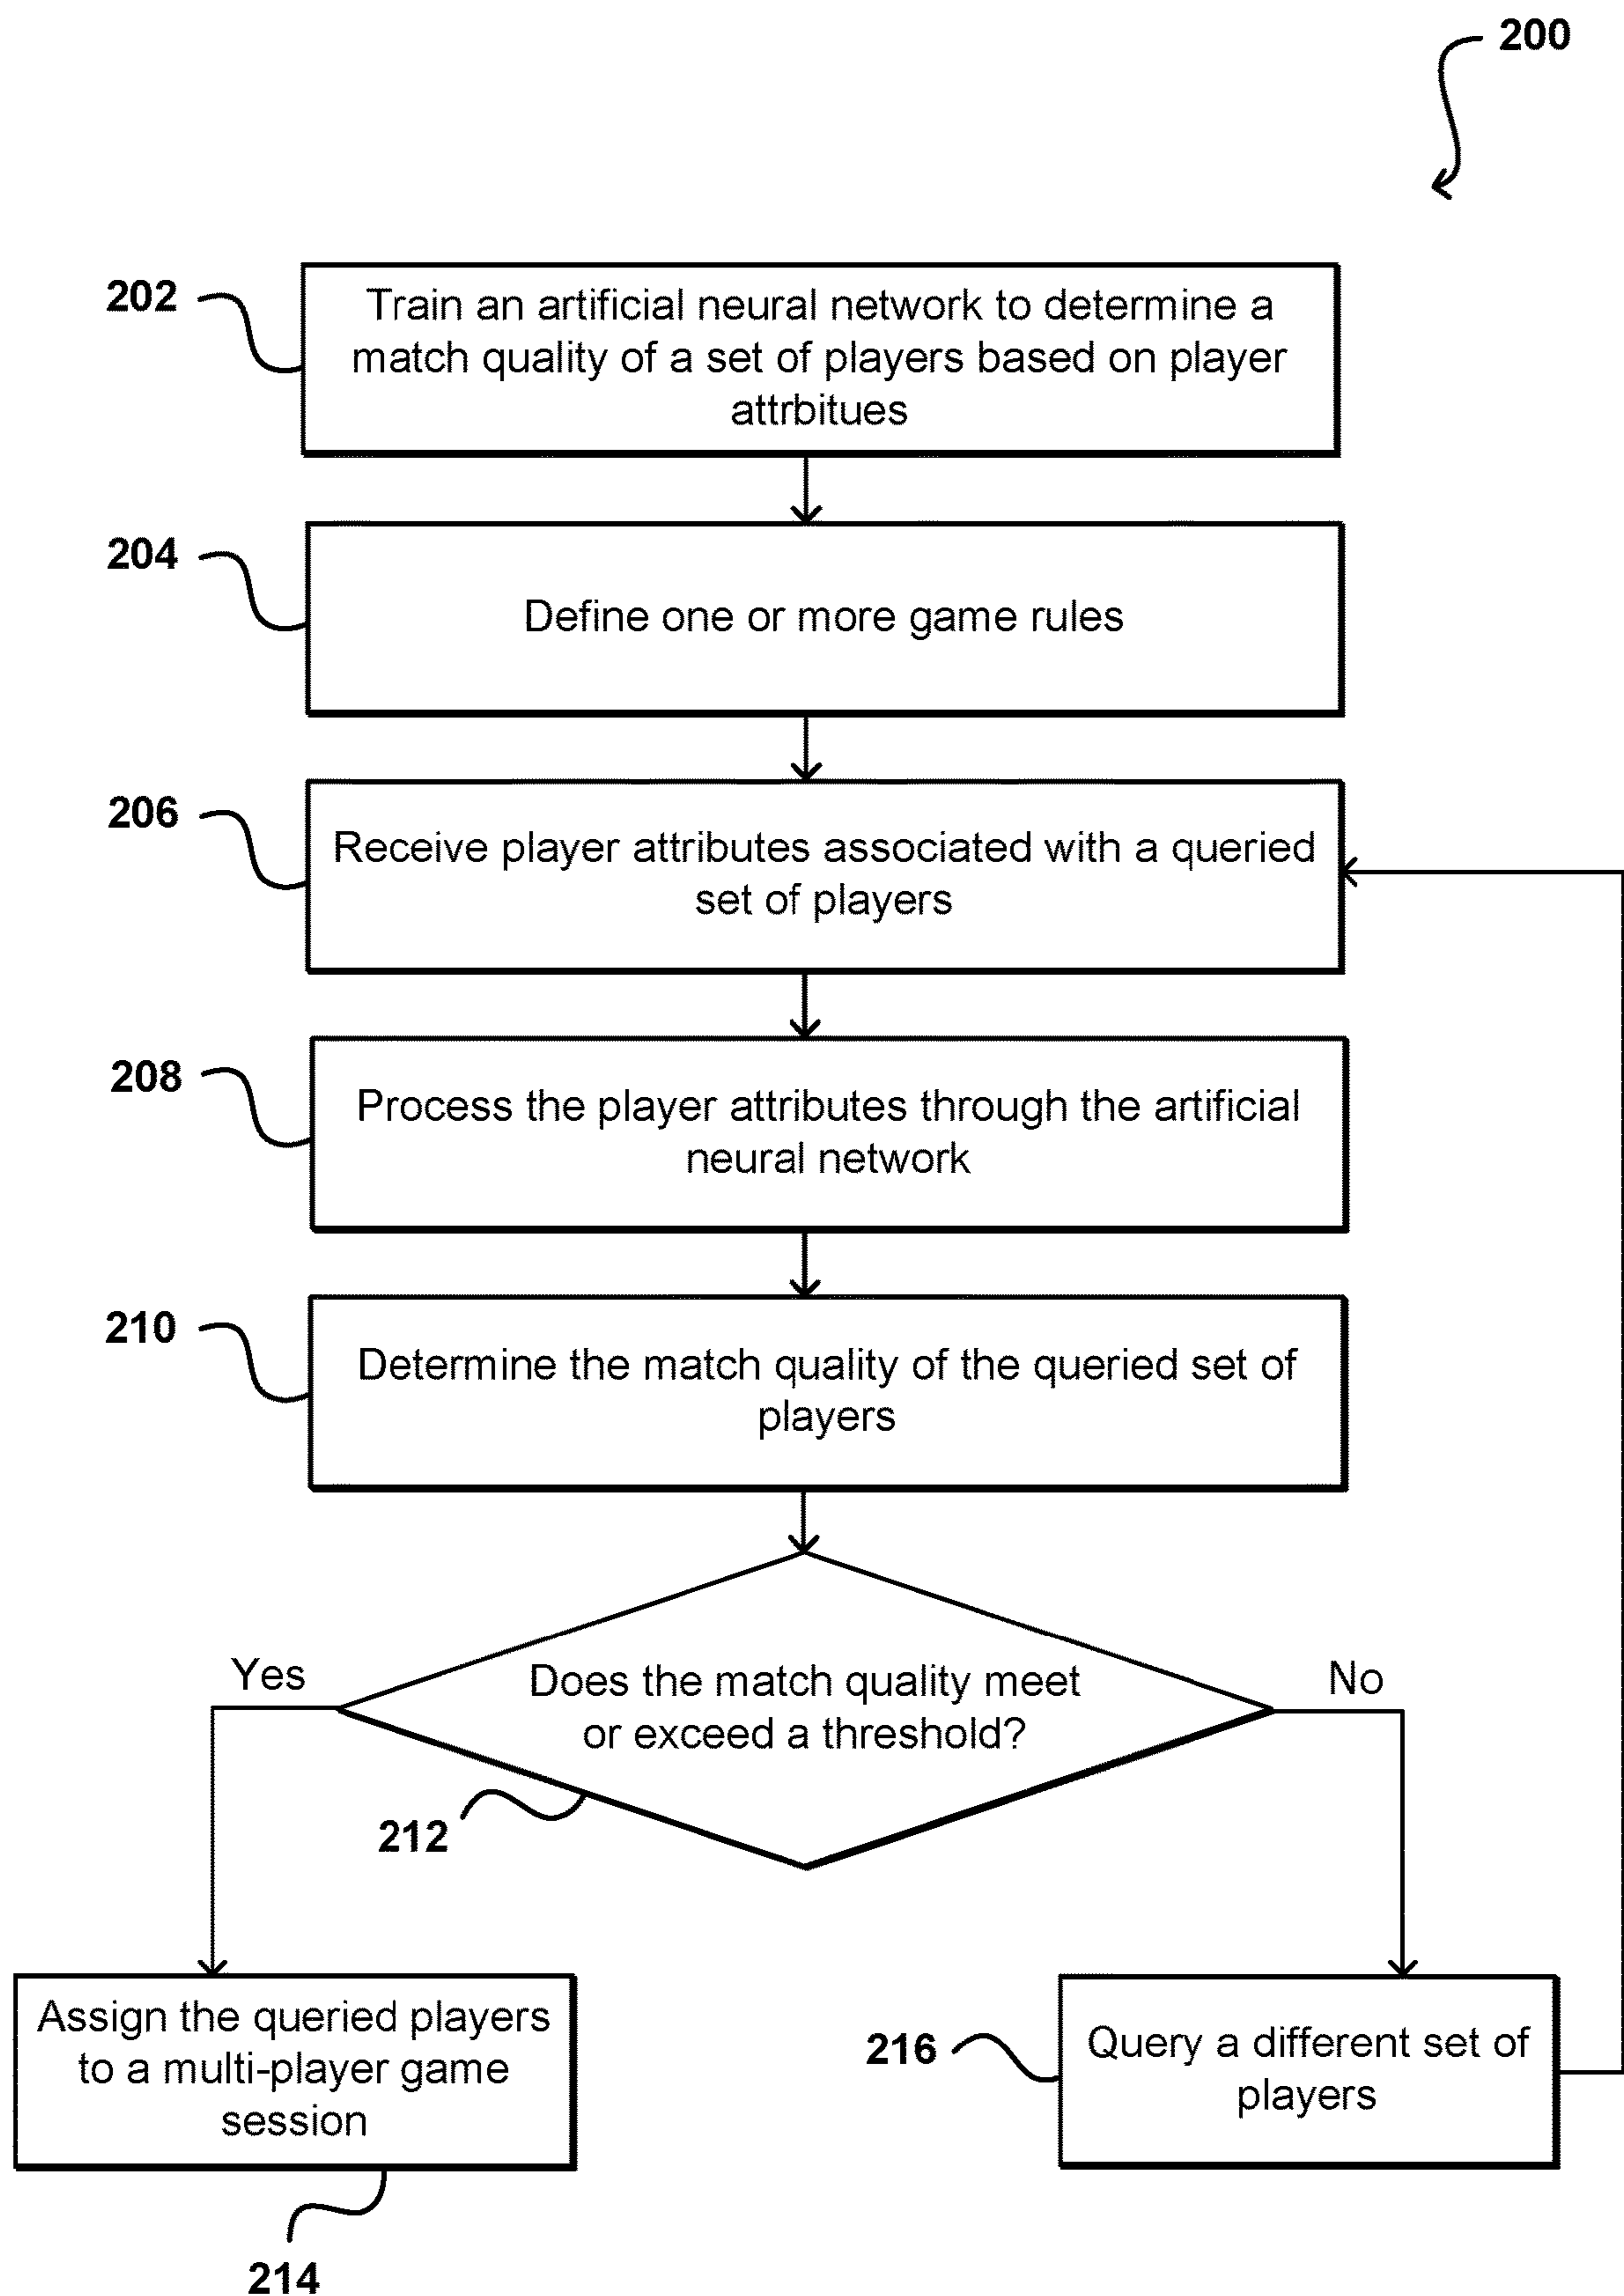 200
202
Train an artificial neural network to determine a
match quality of a set of players based on player
attrbitues
204
Define one or more game rules
206
Receive player attributes associated with a queried
set of players
208
Process the player attributes through the artificial
neural network
210
Determine the match quality of the queried set of
players
Yes
Does the match quality meet
or exceed a threshold?
No
212
Assign the queried players
to a multi-player game
session
214
216
Query a different set of
players